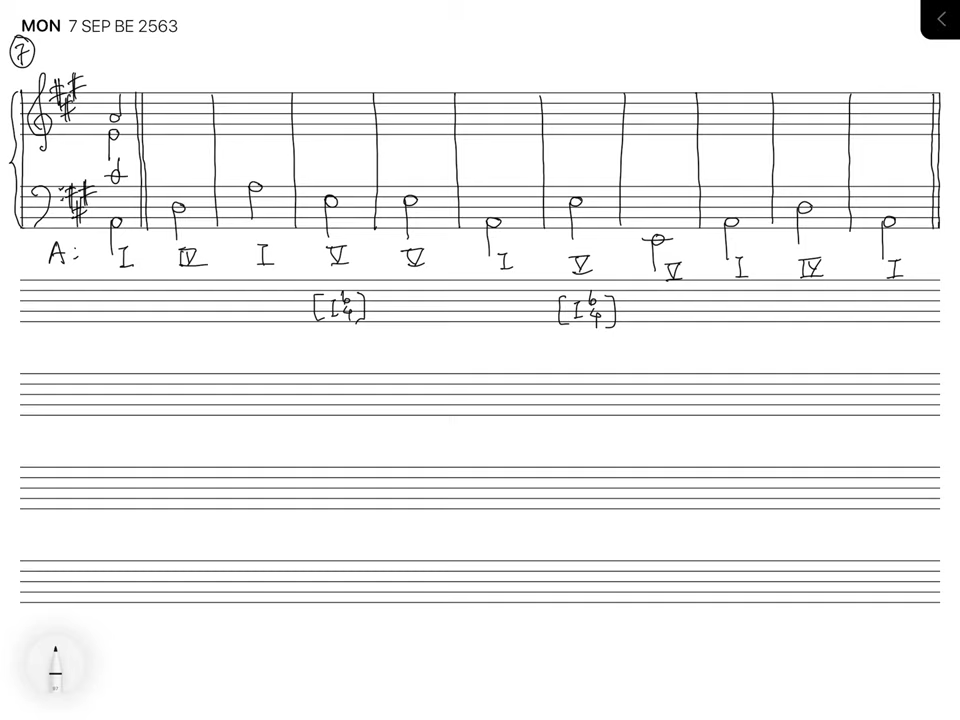 MON 7 SEP BE 2563
7
A: I IV I V V I V V I IV I
[I 6 4] [I 6 4]